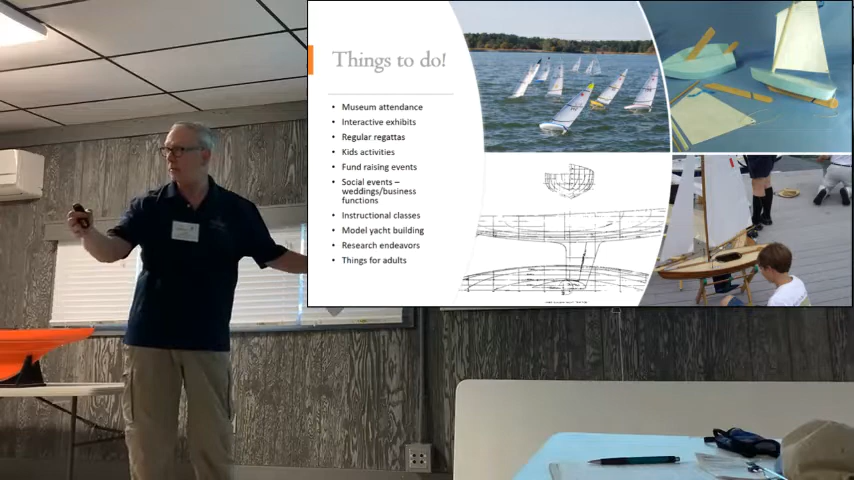 Things to do!
• Museum attendance
• Interactive exhibits
• Regular regattas
• Kids activities
• Fund raising events
• Social events –
weddings/business
functions
• Instructional classes
• Model yacht building
• Research endeavors
• Things for adults